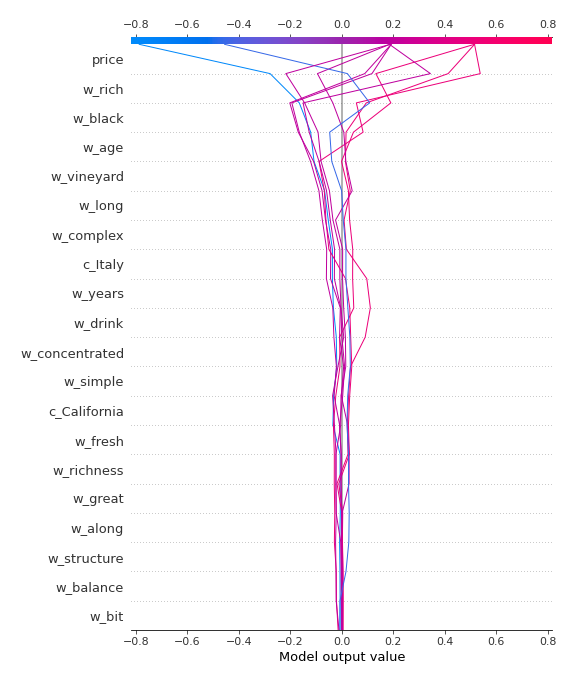 −0.8 −0.6 −0.4 −0.2 0.0 0.2 0.4 0.6 0.8
price
w_rich
w_black
w_age
w_vineyard
w_long
w_complex
c_Italy
w_years
w_drink
w_concentrated
w_simple
c_California
w_fresh
w_richness
w_great
w_along
w_structure
w_balance
w_bit
−0.8 −0.6 −0.4 −0.2 0.0 0.2 0.4 0.6 0.8
Model output value